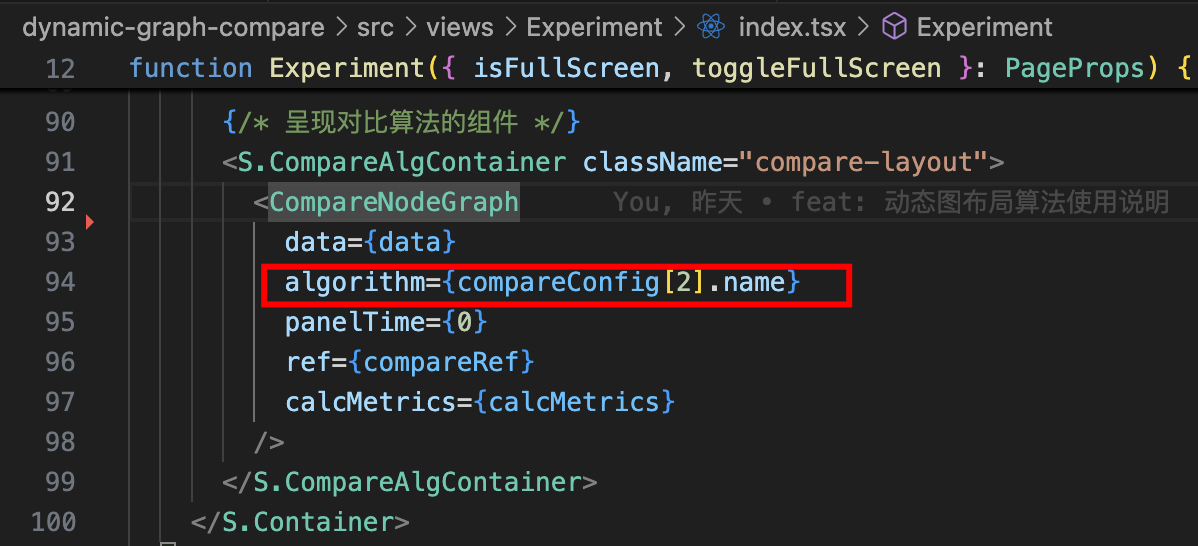 dynamic-graph-compare > src > views > Experiment > index.tsx > Experiment
12 function Experiment({ isFullScreen, toggleFullScreen }: PageProps) {
90 {/* 呈现对比算法的组件 */}
91 <S.CompareAlgContainer className="compare-layout">
92 <CompareNodeGraph You, 昨天 • feat: 动态图布局算法使用说明
93 data={data}
94 algorithm={compareConfig[2].name}
95 panelTime={0}
96 ref={compareRef}
97 calcMetrics={calcMetrics}
98 />
99 </S.CompareAlgContainer>
100 </S.Container>